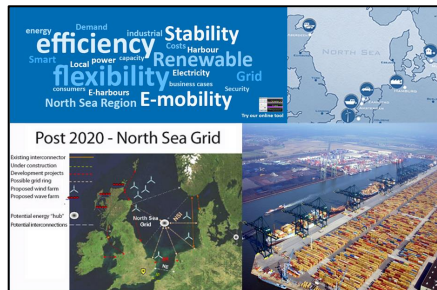 energy
Demand
industrial
Stability
efficiency
Costs
Harbour
Smart
Local
power
capacity
Renewable
flexibility
Electricity
Grid
consumers
business cases
E-harbours
Security
North Sea Region
E-mobility
Try our online tool
NORTH SEA
Post 2020 - North Sea Grid
Existing interconnector
Under construction
Development projects
Possible grid ring
Proposed wind farm
Proposed wave farm
Potential energy "hub"
Potential interconnections
North Sea
Grid